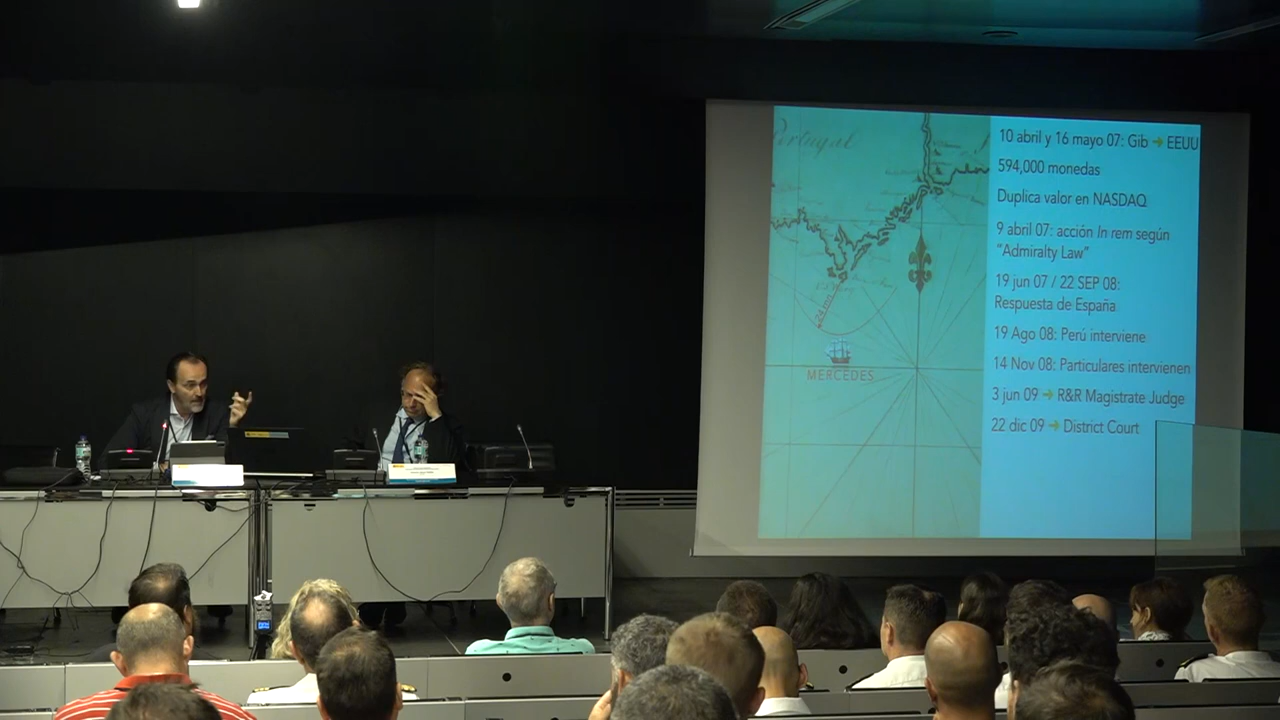 Portugal
24 mn
MERCEDES
10 abril y 16 mayo 07: Gib → EEUU
594,000 monedas
Duplica valor en NASDAQ
9 abril 07: acción In rem según
"Admiralty Law"
19 jun 07 / 22 SEP 08:
Respuesta de España
19 Ago 08: Perú interviene
14 Nov 08: Particulares intervienen
3 jun 09 → R&R Magistrate Judge
22 dic 09 → District Court